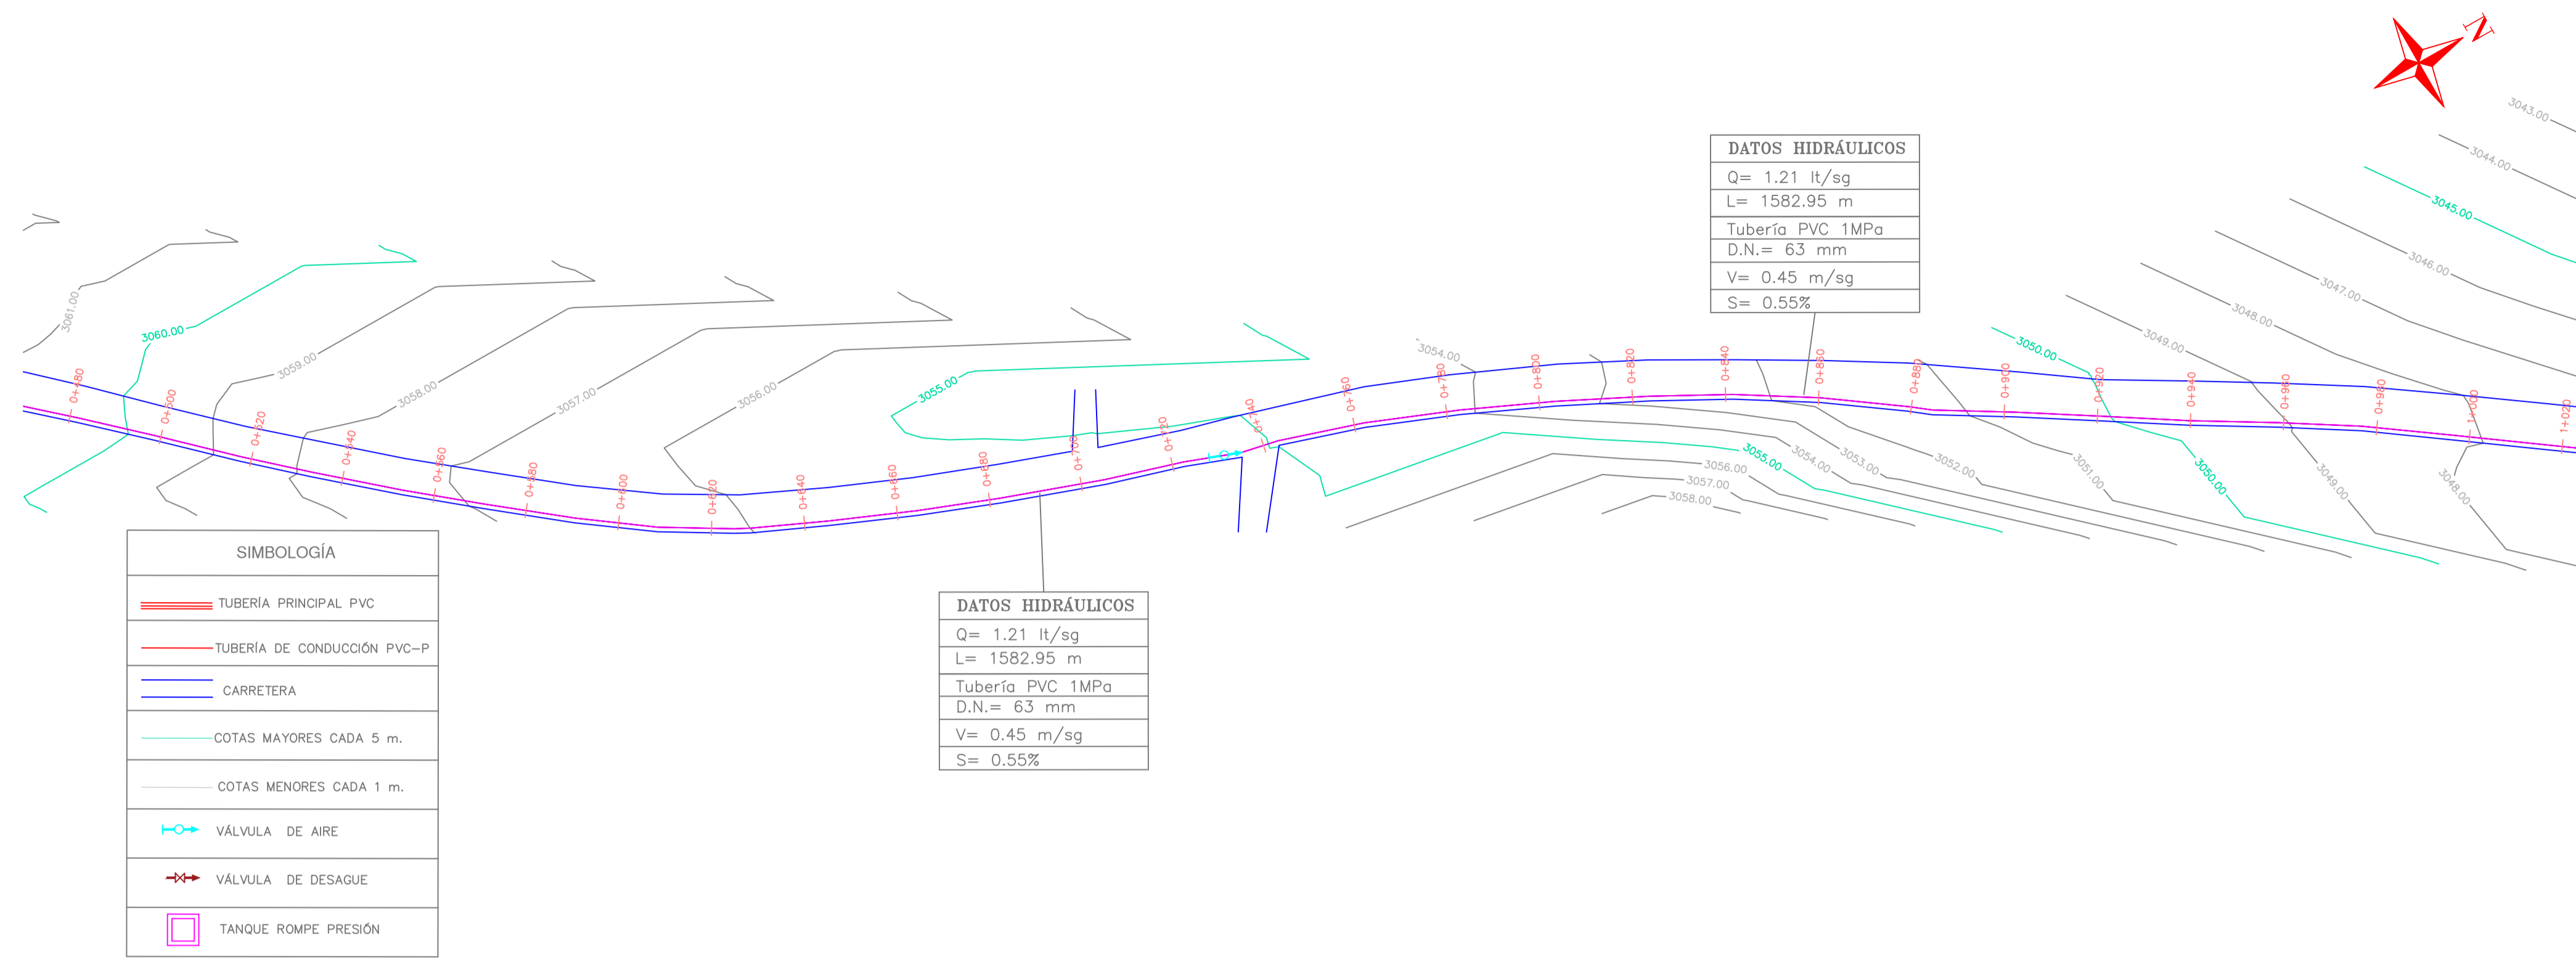 N
3043.00
3044.00
3045.00
3046.00
3047.00
3048.00
3049.00
3050.00
DATOS HIDRÁULICOS
Q= 1.21 lt/sg
L= 1582.95 m
Tubería PVC 1MPa
D.N.= 63 mm
V= 0.45 m/sg
S= 0.55%
3061.00
3060.00
3059.00
3058.00
3057.00
3056.00
3055.00
3054.00
0+480
0+500
0+520
0+540
0+560
0+580
0+600
0+620
0+640
0+660
0+680
0+700
0+720
0+740
0+760
0+780
0+800
0+820
0+840
0+860
0+880
0+900
0+920
0+940
0+960
0+980
1+000
1+020
3056.00
3057.00
3058.00
3055.00
3054.00
3053.00
3052.00
3051.00
3050.00
3049.00
3048.00
SIMBOLOGÍA
TUBERÍA PRINCIPAL PVC
TUBERÍA DE CONDUCCIÓN PVC-P
CARRETERA
COTAS MAYORES CADA 5 m.
COTAS MENORES CADA 1 m.
VÁLVULA DE AIRE
VÁLVULA DE DESAGUE
TANQUE ROMPE PRESIÓN
DATOS HIDRÁULICOS
Q= 1.21 lt/sg
L= 1582.95 m
Tubería PVC 1MPa
D.N.= 63 mm
V= 0.45 m/sg
S= 0.55%